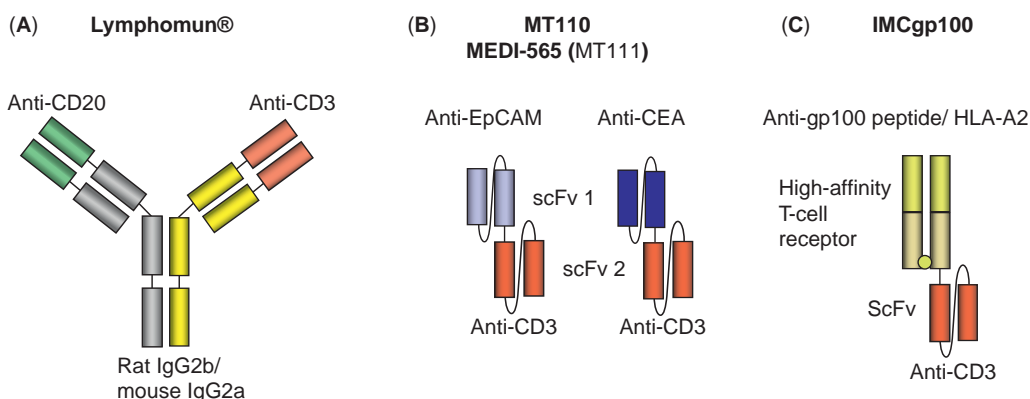 (A) Lymphomun®
Anti-CD20
Anti-CD3
Rat IgG2b/
mouse IgG2a
(B) MT110
MEDI-565 (MT111)
Anti-EpCAM
Anti-CEA
scFv 1
scFv 2
Anti-CD3
Anti-CD3
(C) IMCgp100
Anti-gp100 peptide/ HLA-A2
High-affinity
T-cell
receptor
ScFv
Anti-CD3